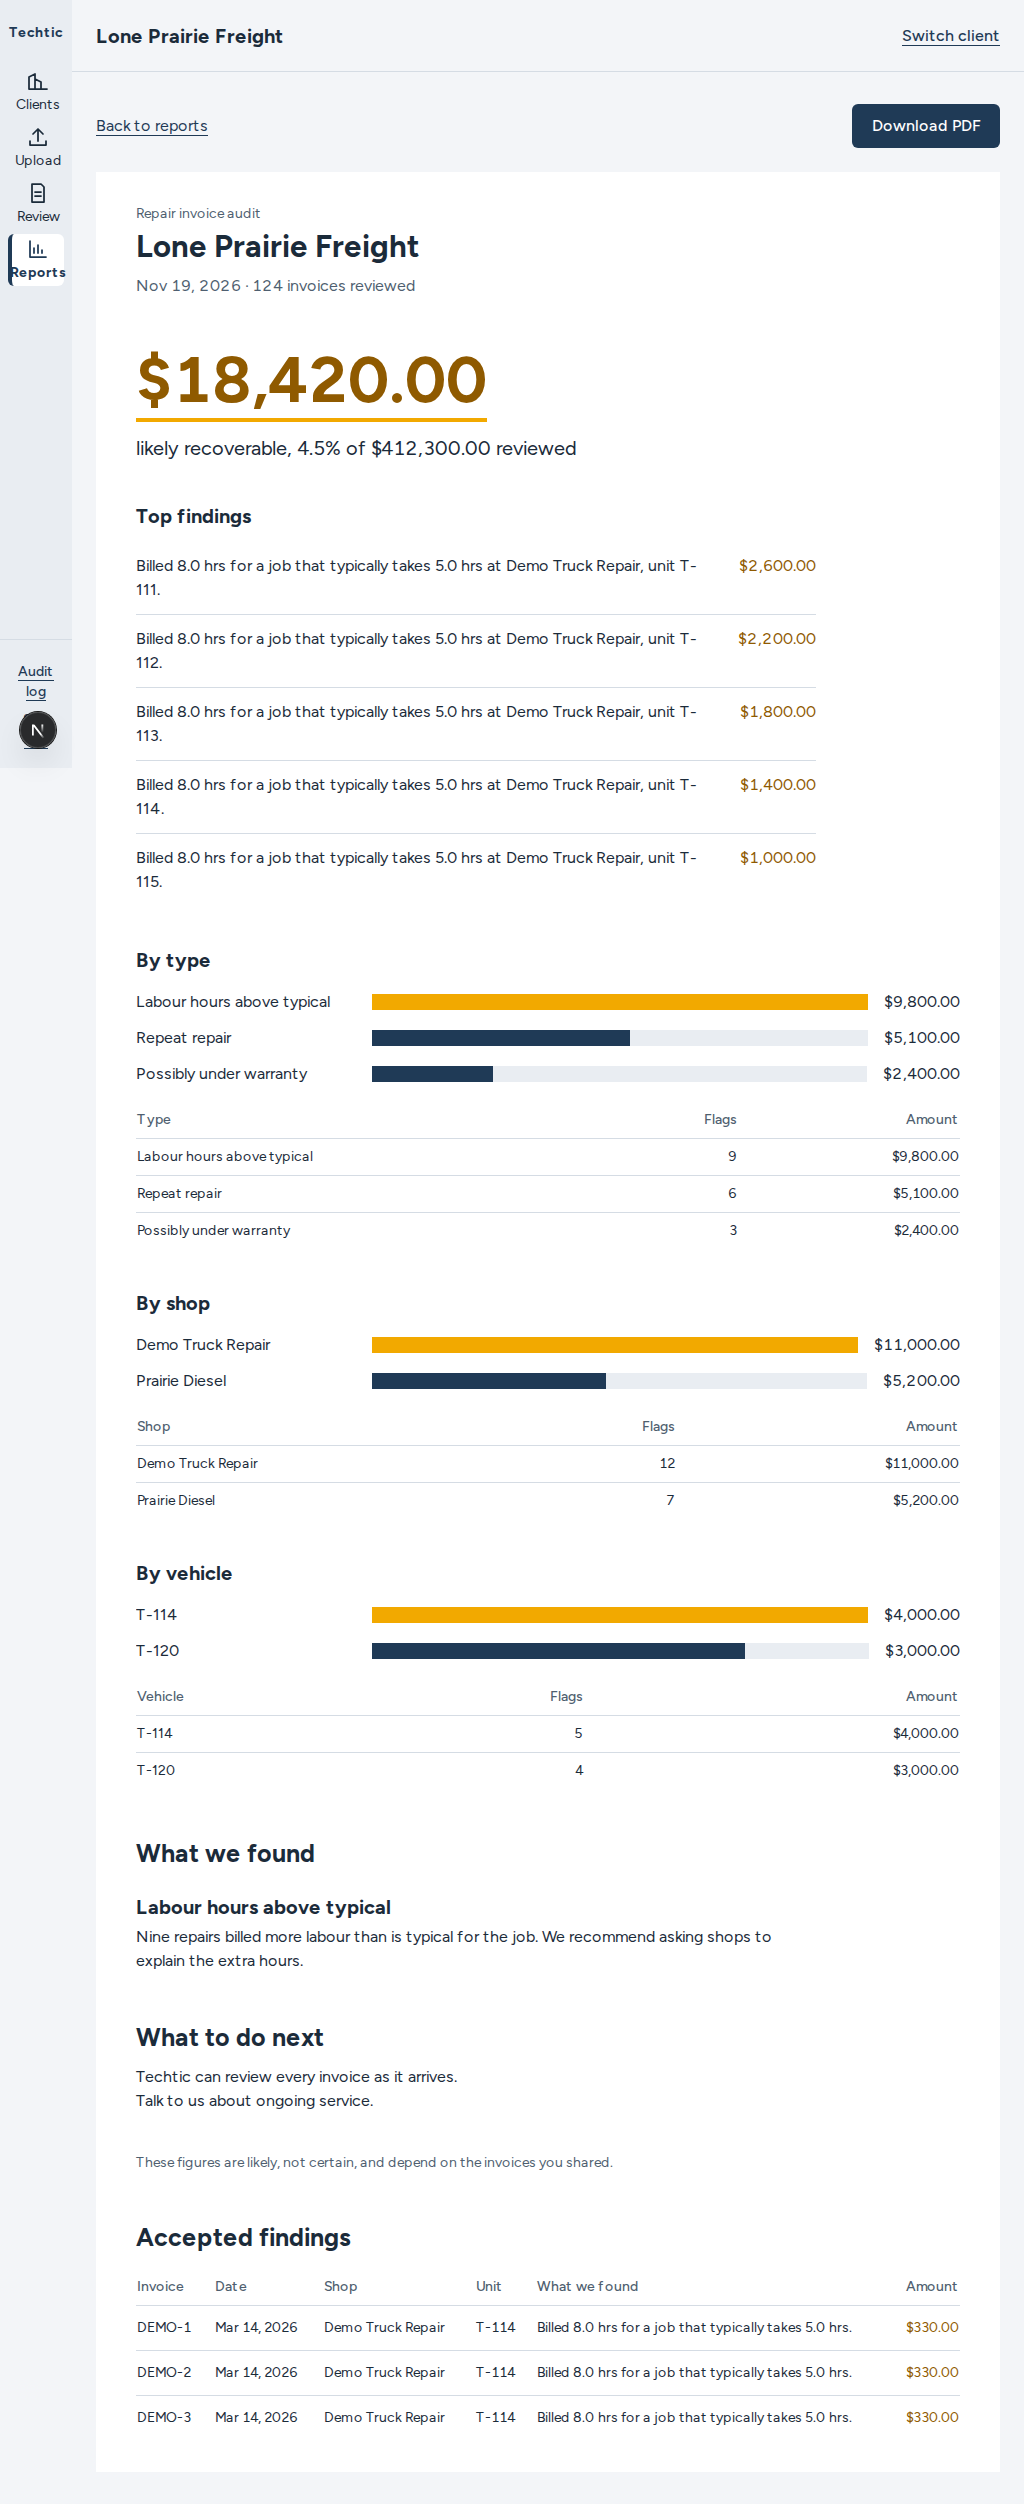 Techtic
Clients
Upload
Review
Reports
Audit
log
Lone Prairie Freight
Switch client
Back to reports
Download PDF
Repair invoice audit
Lone Prairie Freight
Nov 19, 2026 · 124 invoices reviewed
$18,420.00
likely recoverable, 4.5% of $412,300.00 reviewed
Top findings
Billed 8.0 hrs for a job that typically takes 5.0 hrs at Demo Truck Repair, unit T- $2,600.00
111.
Billed 8.0 hrs for a job that typically takes 5.0 hrs at Demo Truck Repair, unit T- $2,200.00
112.
Billed 8.0 hrs for a job that typically takes 5.0 hrs at Demo Truck Repair, unit T- $1,800.00
113.
Billed 8.0 hrs for a job that typically takes 5.0 hrs at Demo Truck Repair, unit T- $1,400.00
114.
Billed 8.0 hrs for a job that typically takes 5.0 hrs at Demo Truck Repair, unit T- $1,000.00
115.
By type
Labour hours above typical $9,800.00
Repeat repair $5,100.00
Possibly under warranty $2,400.00
Type Flags Amount
Labour hours above typical 9 $9,800.00
Repeat repair 6 $5,100.00
Possibly under warranty 3 $2,400.00
By shop
Demo Truck Repair $11,000.00
Prairie Diesel $5,200.00
Shop Flags Amount
Demo Truck Repair 12 $11,000.00
Prairie Diesel 7 $5,200.00
By vehicle
T-114 $4,000.00
T-120 $3,000.00
Vehicle Flags Amount
T-114 5 $4,000.00
T-120 4 $3,000.00
What we found
Labour hours above typical
Nine repairs billed more labour than is typical for the job. We recommend asking shops to
explain the extra hours.
What to do next
Techtic can review every invoice as it arrives.
Talk to us about ongoing service.
These figures are likely, not certain, and depend on the invoices you shared.
Accepted findings
Invoice Date Shop Unit What we found Amount
DEMO-1 Mar 14, 2026 Demo Truck Repair T-114 Billed 8.0 hrs for a job that typically takes 5.0 hrs. $330.00
DEMO-2 Mar 14, 2026 Demo Truck Repair T-114 Billed 8.0 hrs for a job that typically takes 5.0 hrs. $330.00
DEMO-3 Mar 14, 2026 Demo Truck Repair T-114 Billed 8.0 hrs for a job that typically takes 5.0 hrs. $330.00